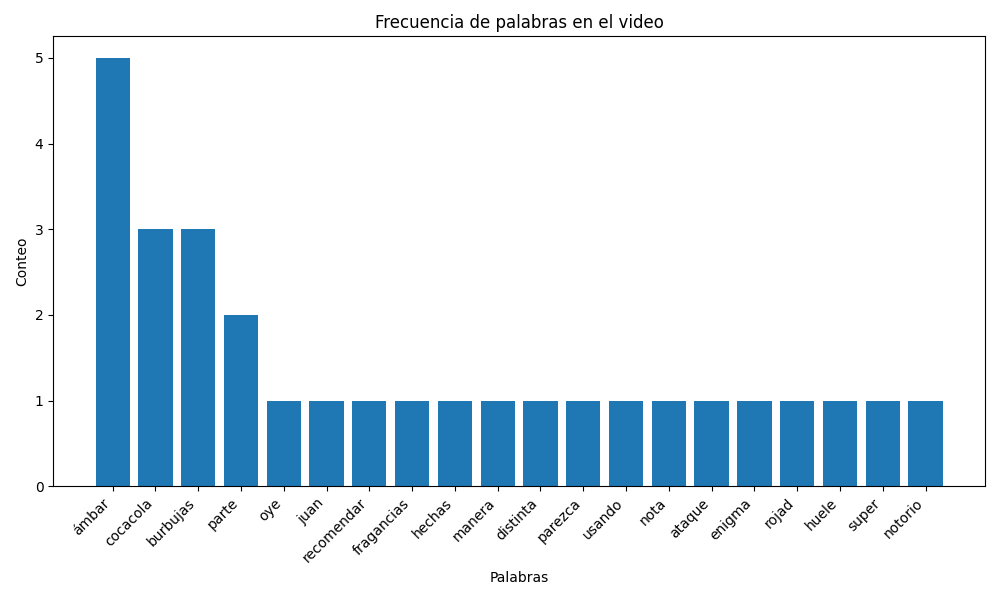 Frecuencia de palabras en el video
Conteo
5
4
3
2
1
0
ámbar
cocacola
burbujas
parte
oye
juan
recomendar
fragancias
hechas
manera
distinta
parezca
usando
nota
ataque
enigma
rojad
huele
super
notorio
Palabras